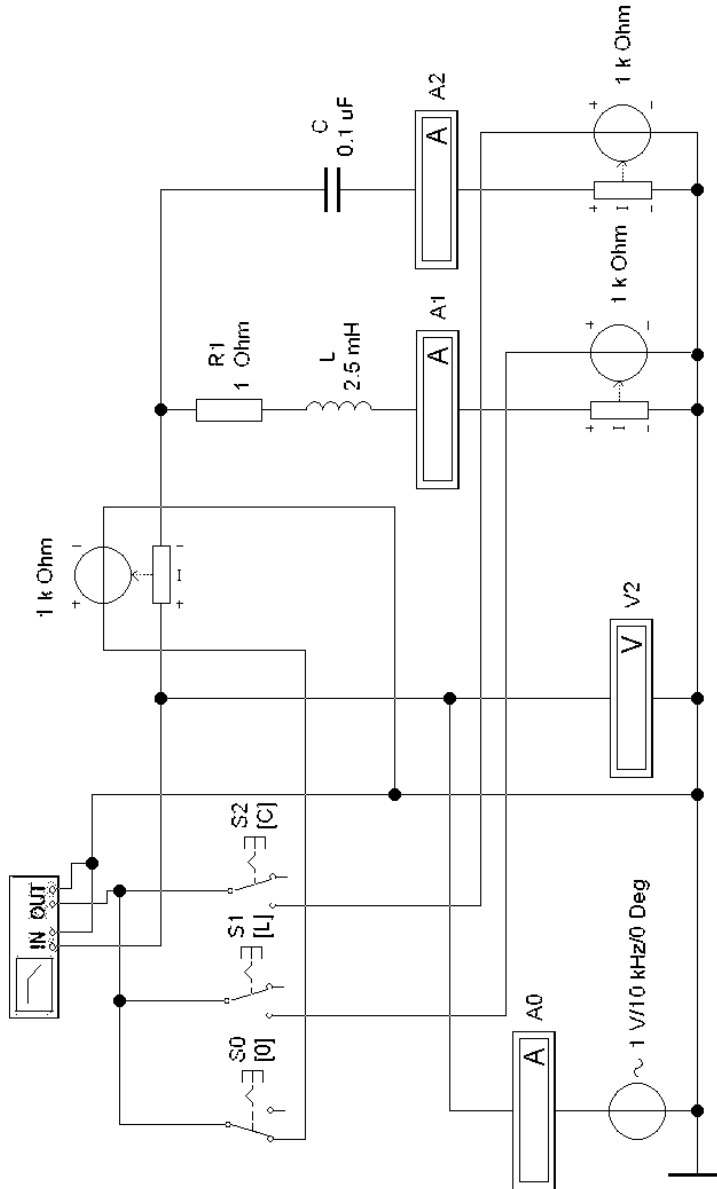 IN OUT
S0
[0]
S1
[L]
S2
[C]
1 k Ohm
+ -
+ I -
R1
1 Ohm
L
2.5 mH
C
0.1 uF
A0
A
1 V/10 kHz/0 Deg
V2
V
A1
A
1 k Ohm
+ -
+ I -
A2
A
1 k Ohm
+ -
+ I -